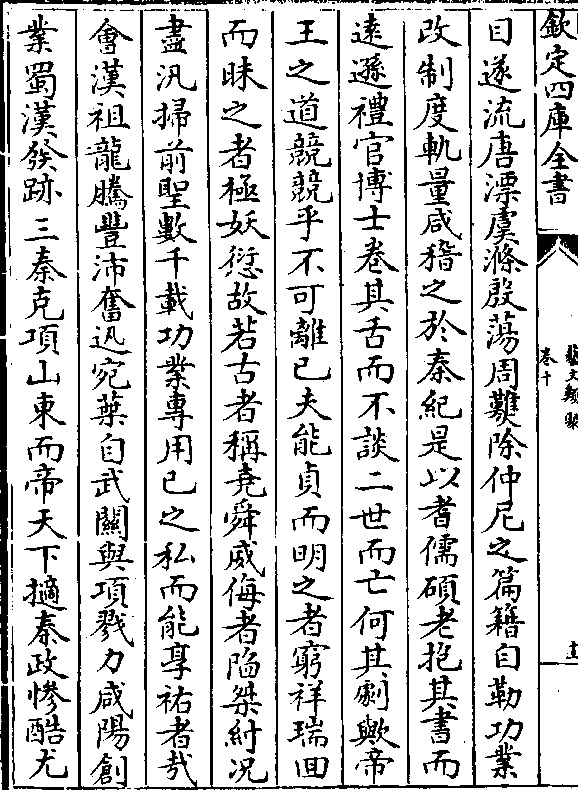 欽定四庫全書
藝文類聚
卷十
目遂流唐漂虞滌殷蕩周難除仲尼之篇籍自勒功業
改制度軌量咸稽之於秦紀是以耆儒碩老抱其書而
遠遜禮官博士卷其舌而不談二世而亡何其劇歟帝
王之道兢兢乎不可離已夫能貞而明之者窮祥瑞回
而昧之者極妖愆故若古者稱堯舜威侮者陷桀紂况
盡汎掃前聖數千載功業專用已之私而能享祐者哉
會漢祖龍騰豐沛奮迅宛葉自武關與項戮力咸陽創
業蜀漢發跡三秦克項山東而帝天下擿秦政慘酷尤